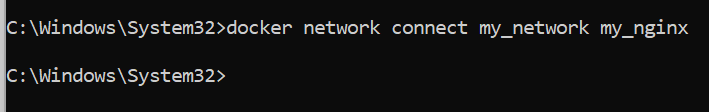 C:\Windows\System32>docker network connect my_network my_nginx
C:\Windows\System32>